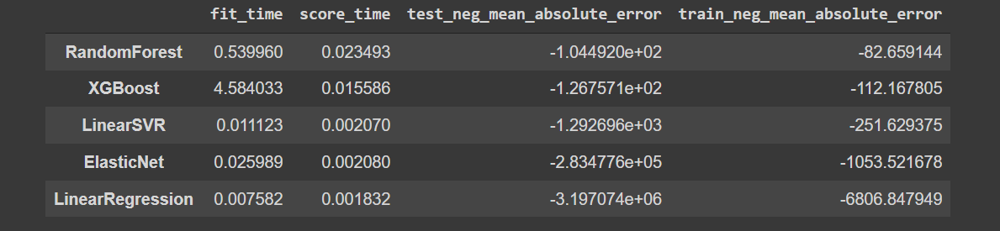 fit_time score_time test_neg_mean_absolute_error train_neg_mean_absolute_error
RandomForest 0.539960 0.023493 -1.044920e+02 -82.659144
XGBoost 4.584033 0.015586 -1.267571e+02 -112.167805
LinearSVR 0.011123 0.002070 -1.292696e+03 -251.629375
ElasticNet 0.025989 0.002080 -2.834776e+05 -1053.521678
LinearRegression 0.007582 0.001832 -3.197074e+06 -6806.847949